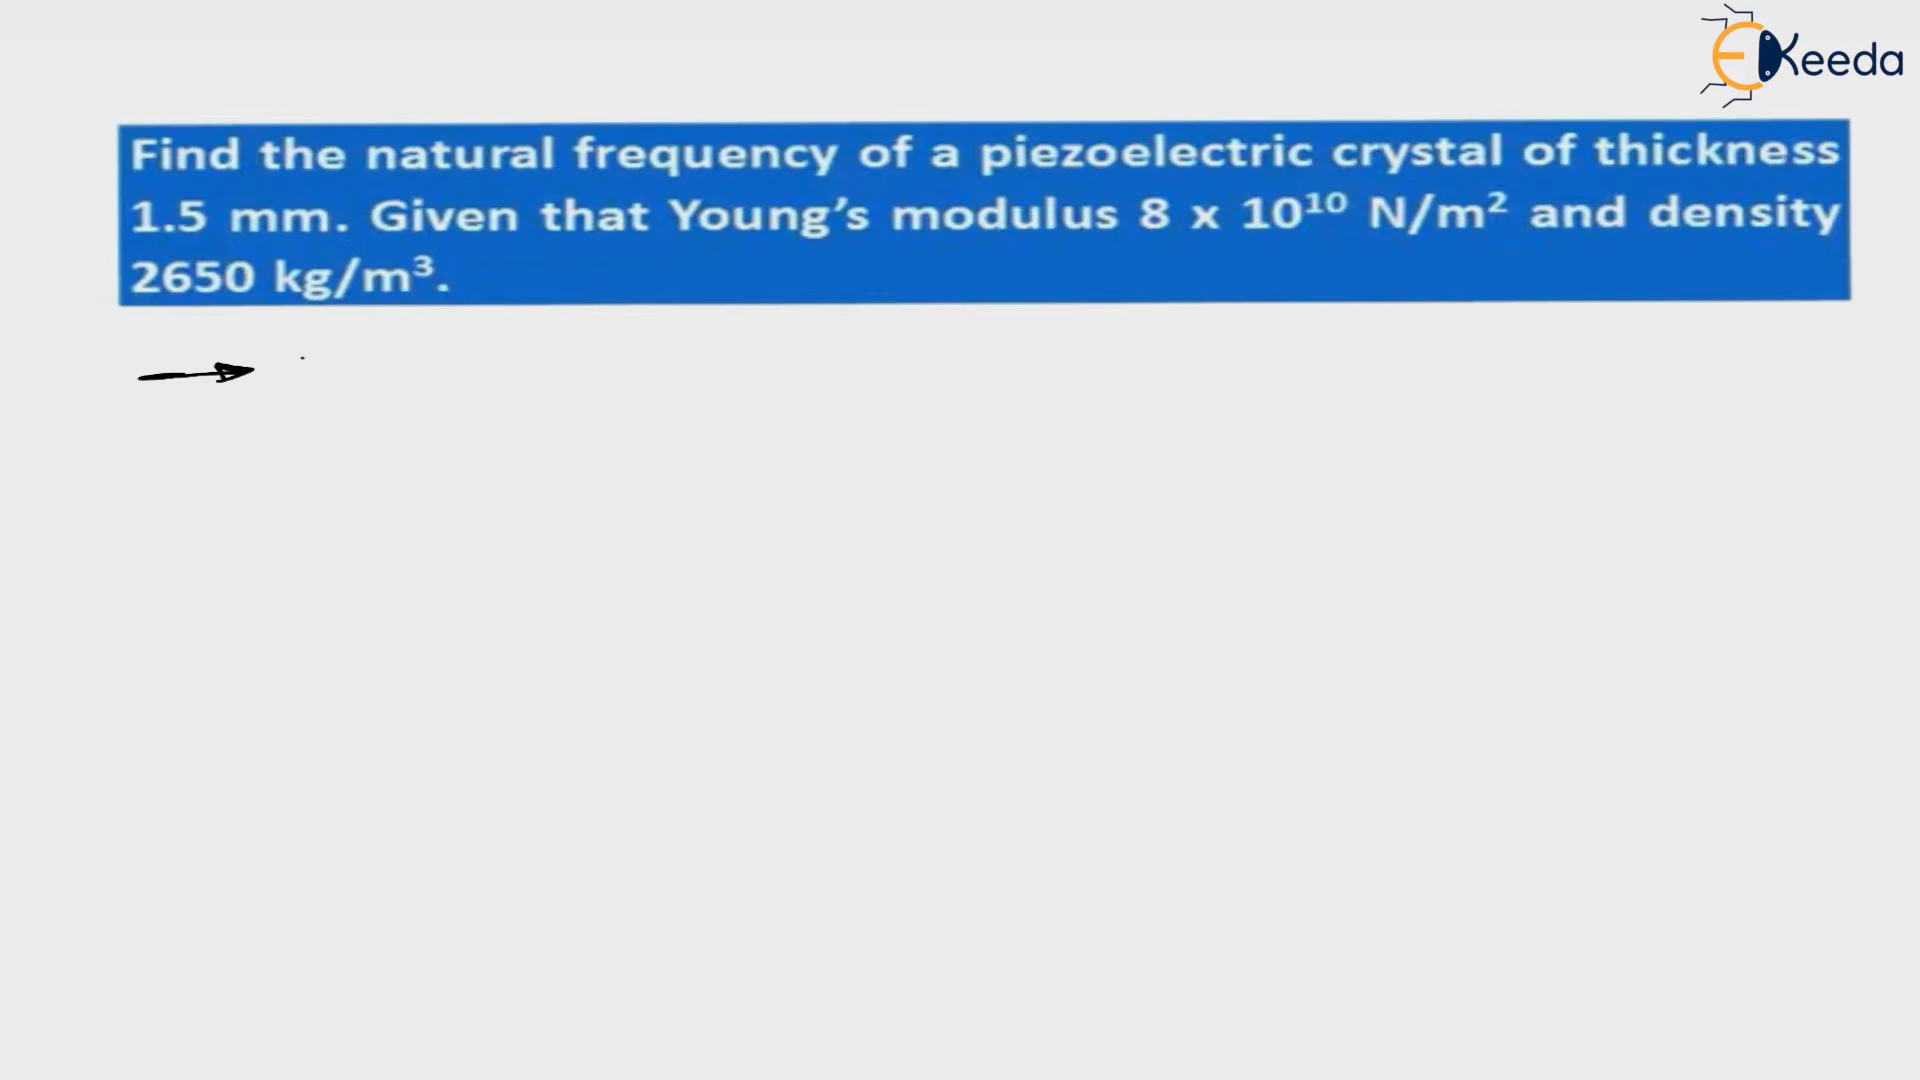 EKeeda
Find the natural frequency of a piezoelectric crystal of thickness
1.5 mm. Given that Young's modulus 8 x 10¹⁰ N/m² and density
2650 kg/m³.